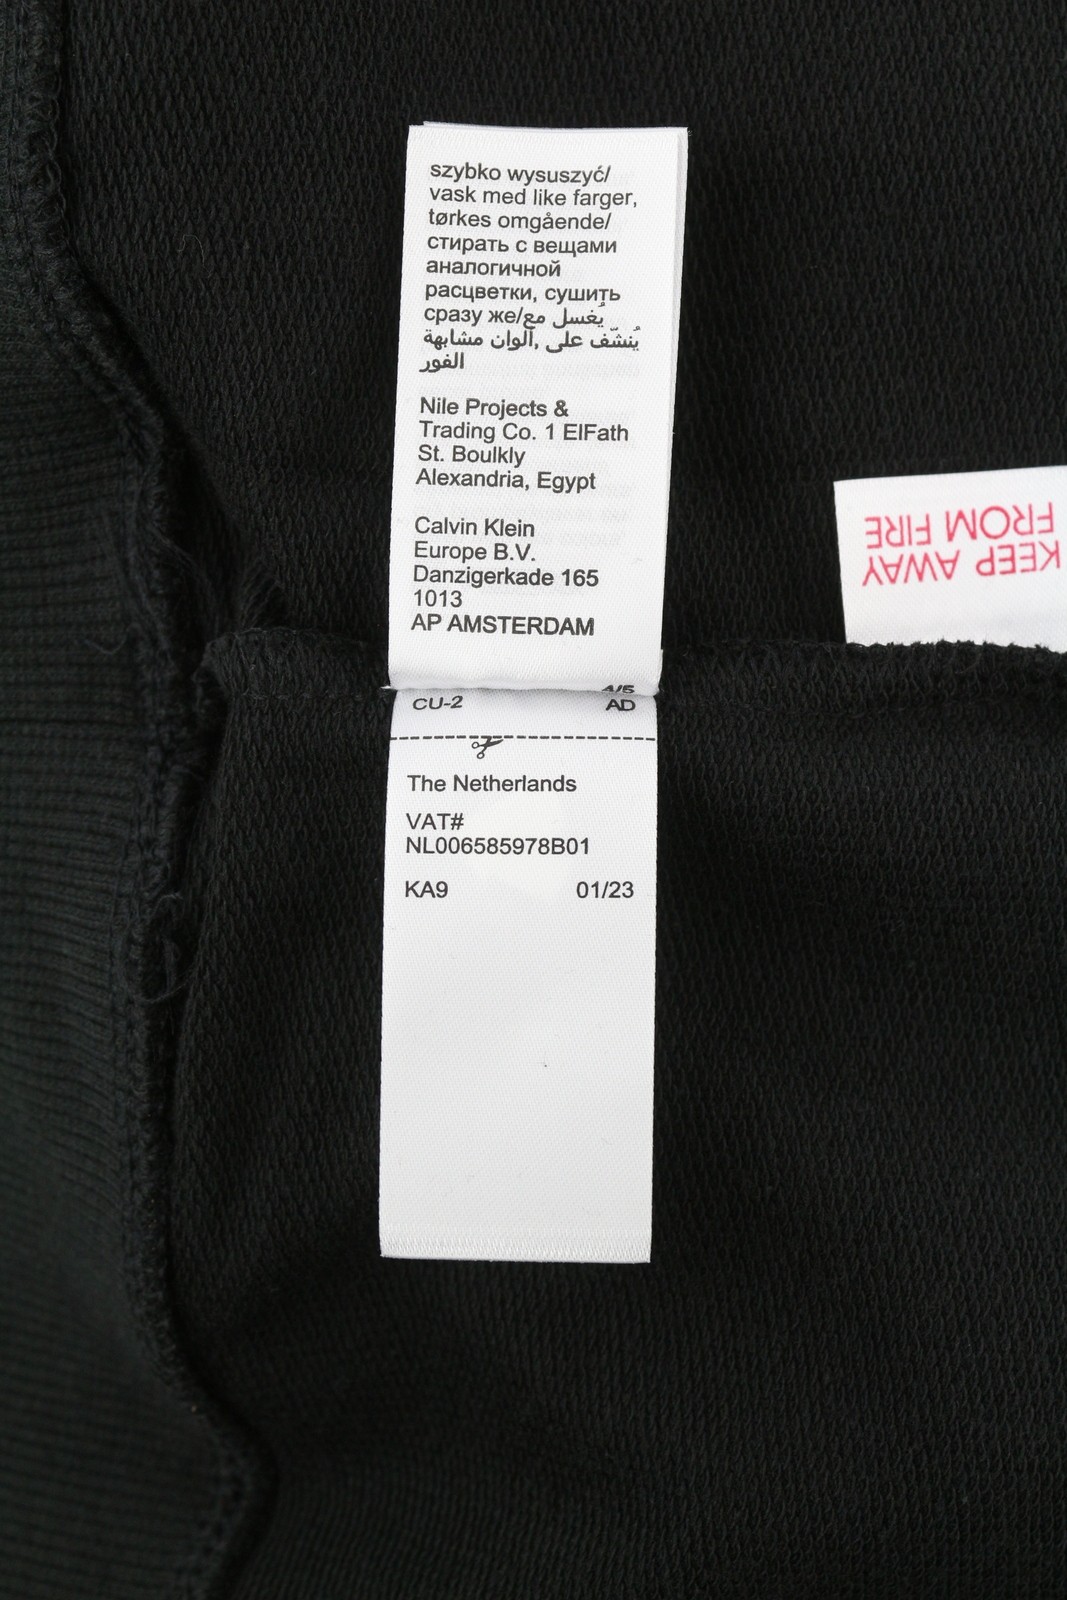 szybko wysuszyć/
vask med like farger,
tørkes omgående/
стирать с вещами
аналогичной
расцветки, сушить
сразу же/يُغسل مع
ألوان مشابهة, يُنشّف على
الفور
Nile Projects &
Trading Co. 1 ElFath
St. Boulkly
Alexandria, Egypt
Calvin Klein
Europe B.V.
Danzigerkade 165
1013
AP AMSTERDAM
4/5
CU-2 AD
The Netherlands
VAT#
NL006585978B01
KA9 01/23
KEEP AWAY
FROM FIRE